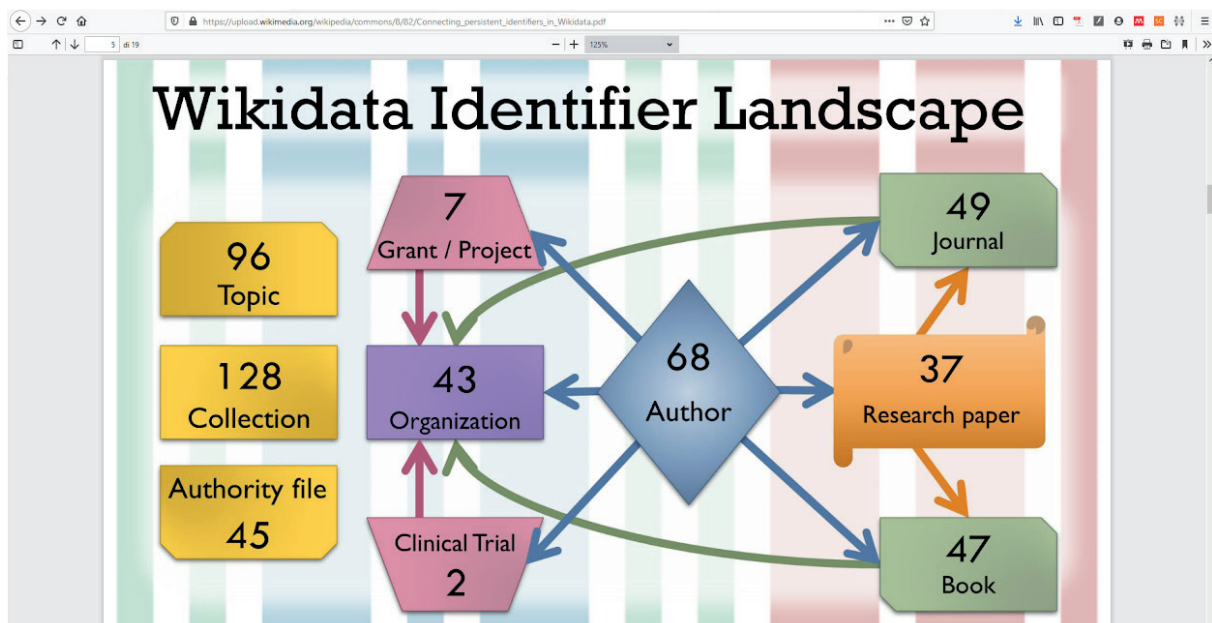 https://upload.wikimedia.org/wikipedia/commons/8/82/Connecting_persistent_identifiers_in_Wikidata.pdf
5 di 19
125%
Wikidata Identifier Landscape
96
Topic
128
Collection
Authority file
45
7
Grant / Project
43
Organization
Clinical Trial
2
68
Author
49
Journal
37
Research paper
47
Book